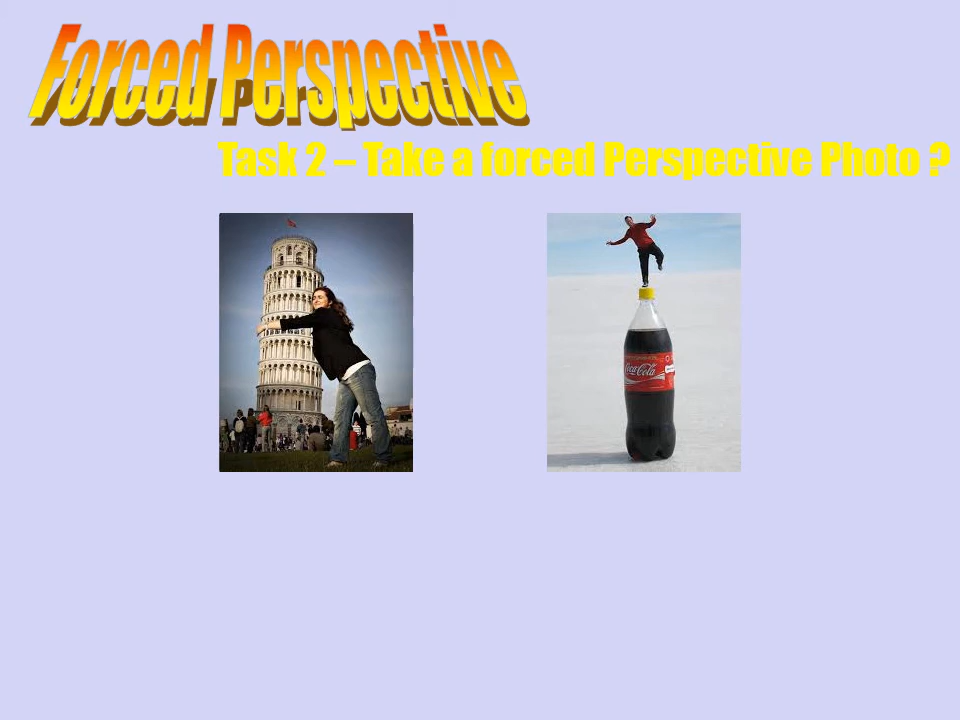 Forced Perspective
Task 2 – Take a forced Perspective Photo ?
Coca-Cola